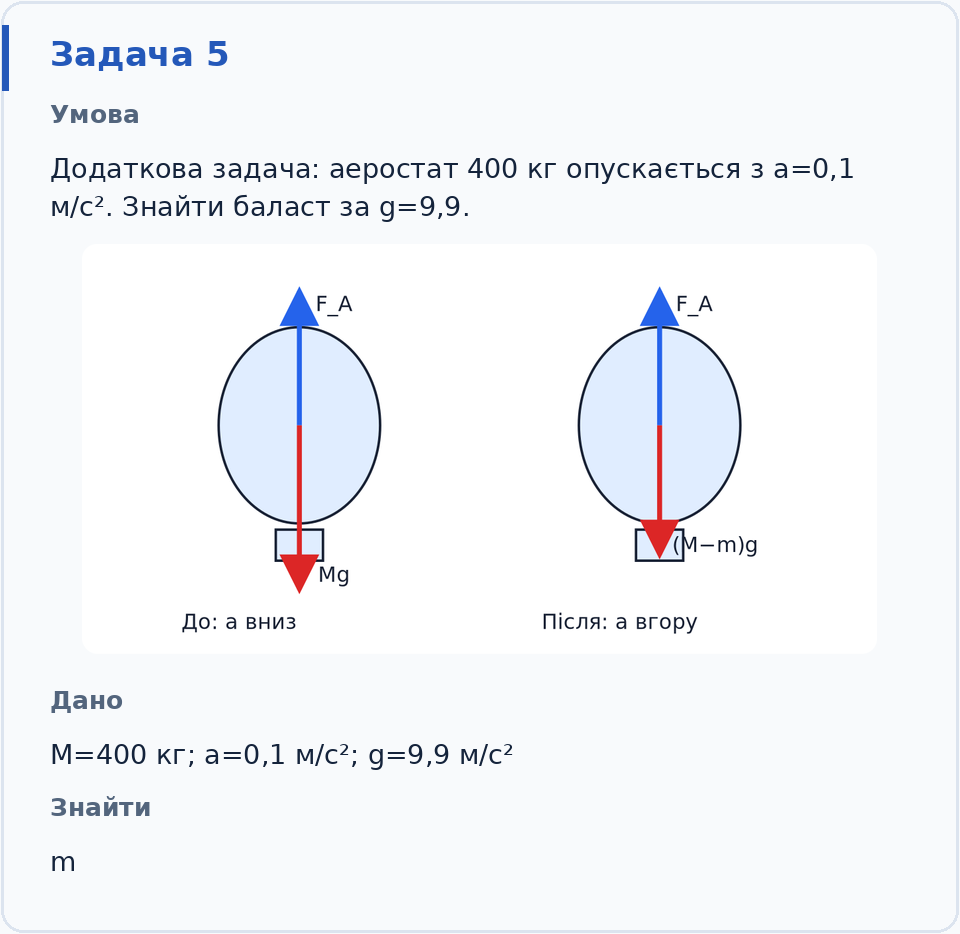 Задача 5
Умова
Додаткова задача: аеростат 400 кг опускається з a=0,1
м/с². Знайти баласт за g=9,9.
F_A
F_A
(M−m)g
Mg
До: a вниз
Після: a вгору
Дано
M=400 кг; a=0,1 м/с²; g=9,9 м/с²
Знайти
m